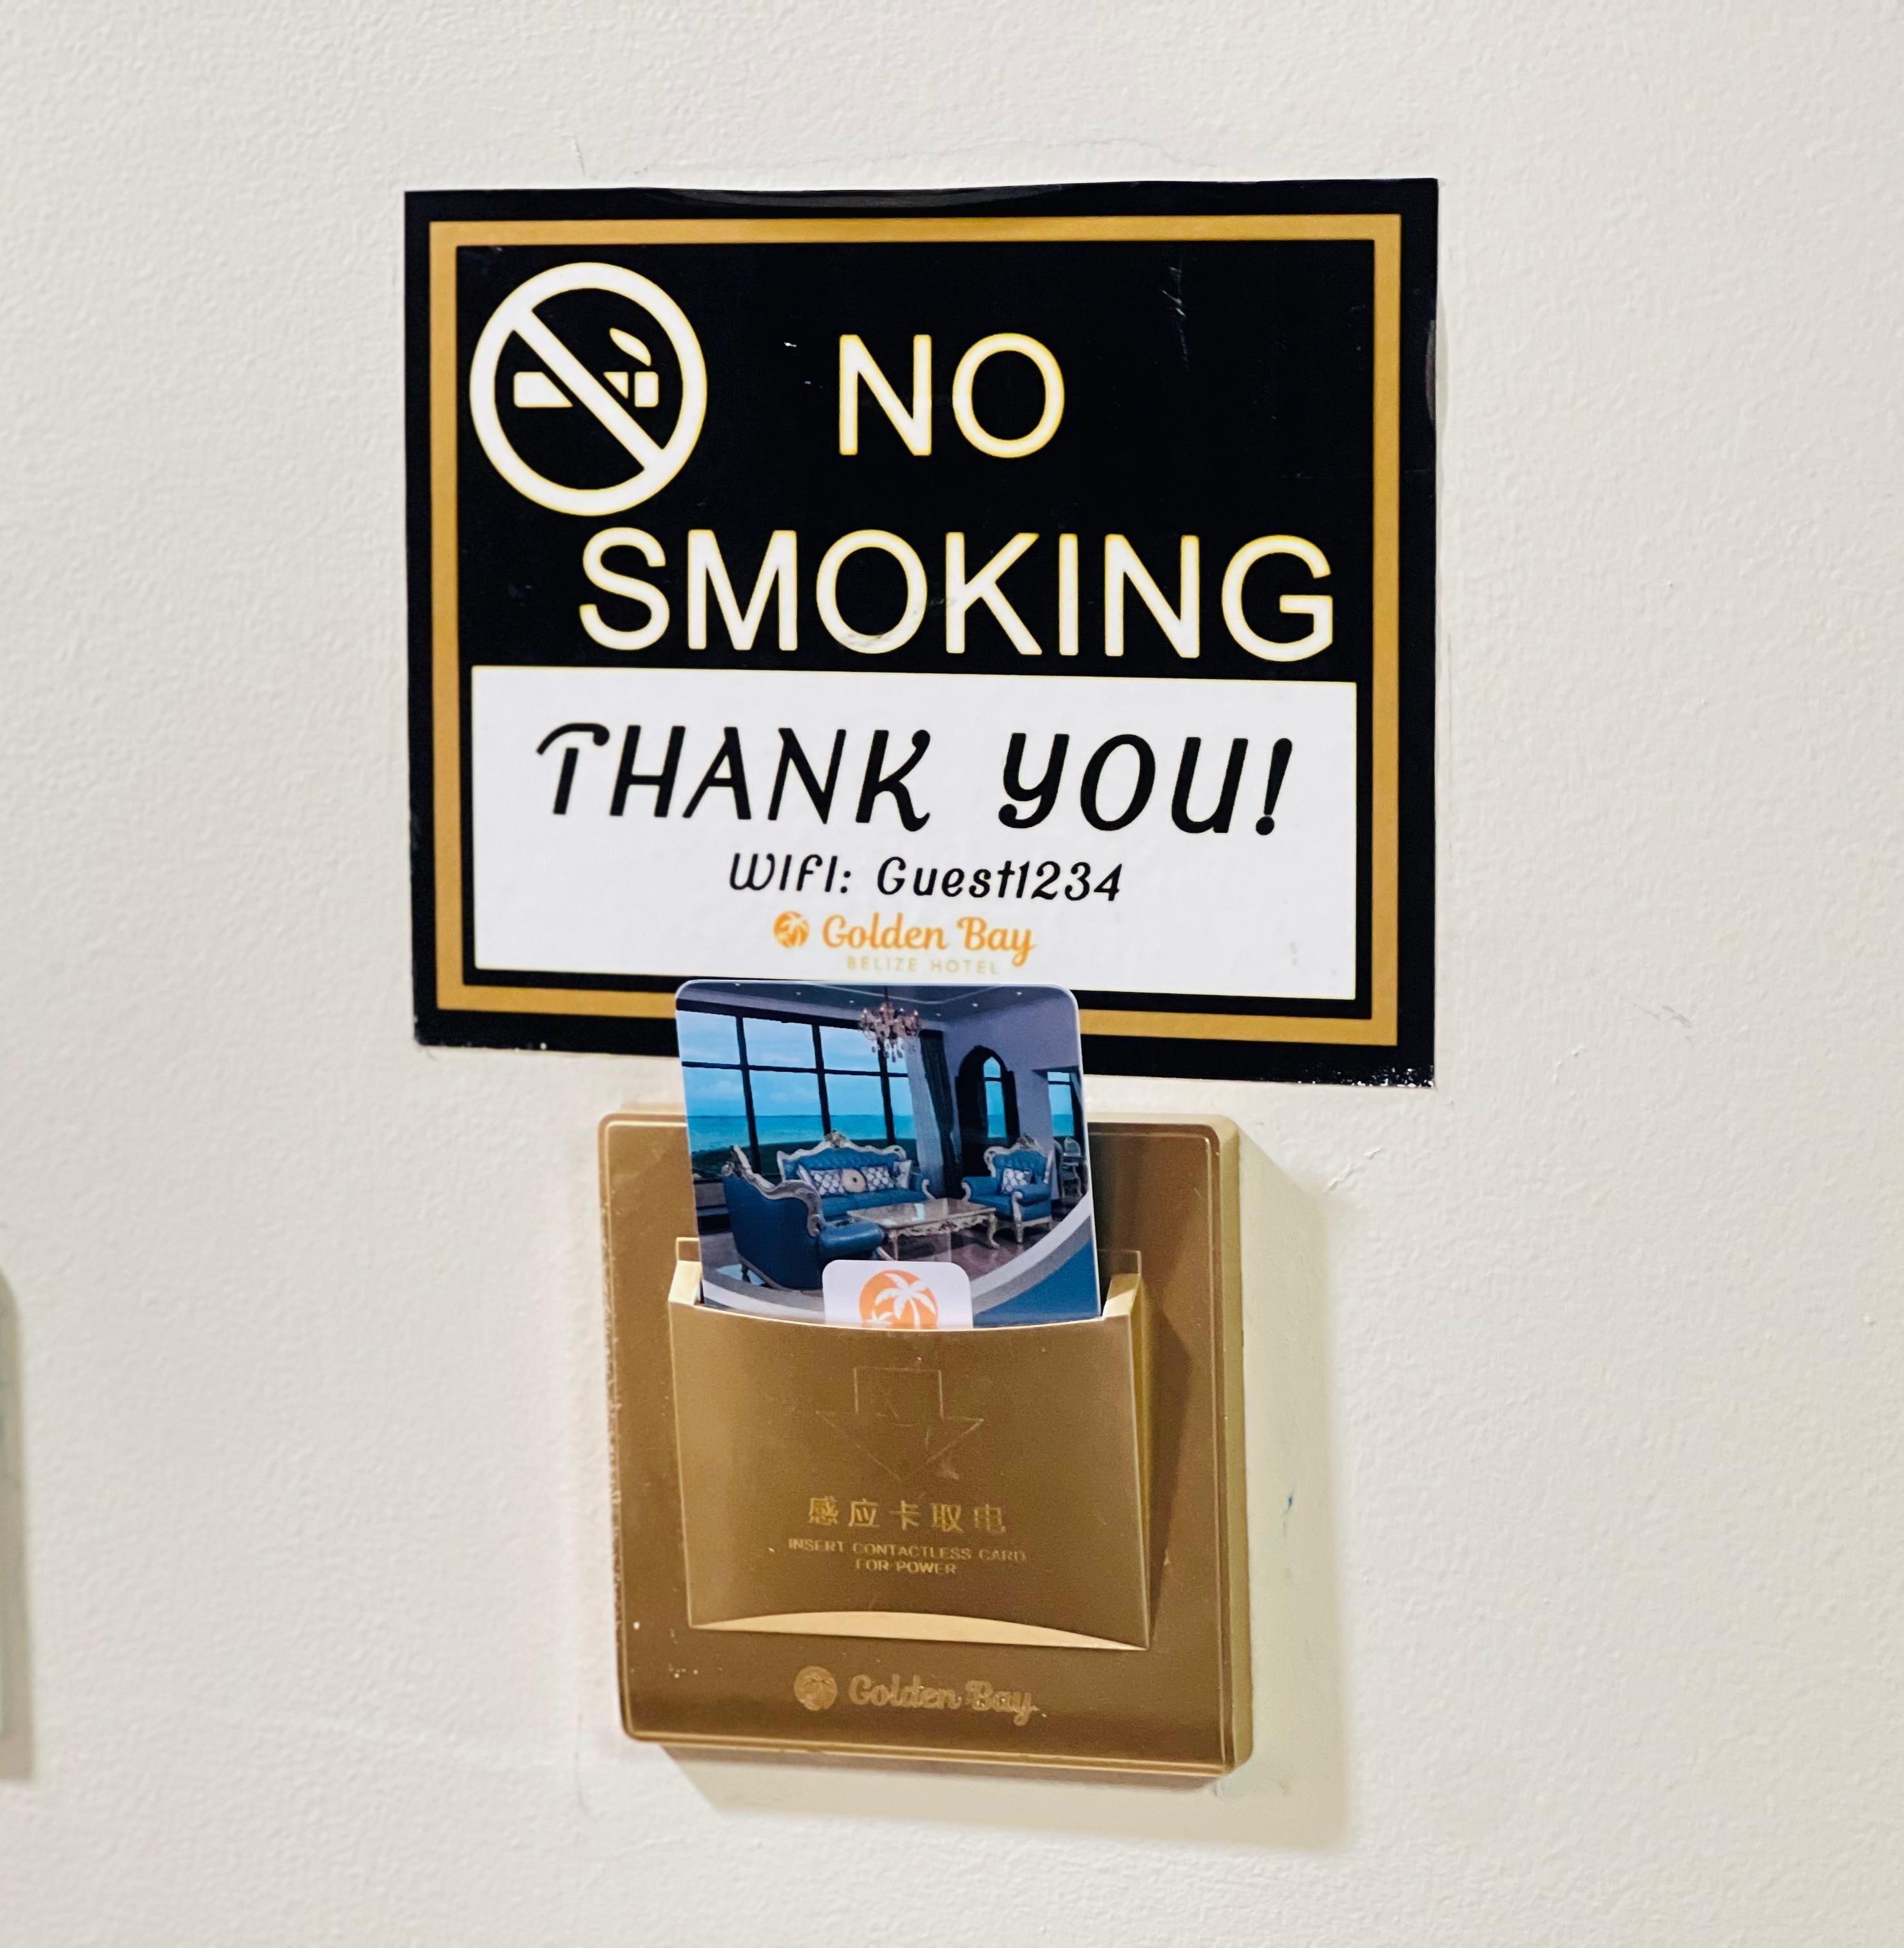 NO
SMOKING
THANK YOU!
WIFI: Guest1234
Golden Bay
BELIZE HOTEL
感应卡取电
INSERT CONTACTLESS CARD
FOR POWER
Golden Bay